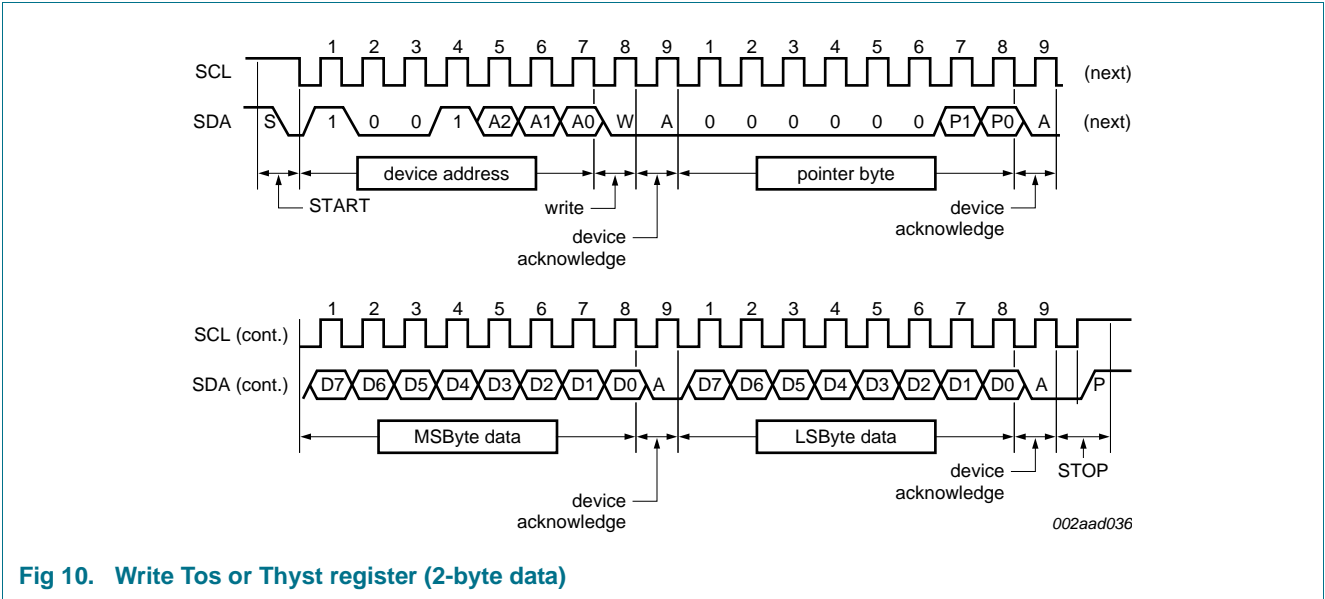 1 2 3 4 5 6 7 8 9 1 2 3 4 5 6 7 8 9
SCL (next)
SDA S 1 0 0 1 A2 A1 A0 W A 0 0 0 0 0 0 P1 P0 A (next)
device address pointer byte
START write device
device acknowledge
acknowledge
1 2 3 4 5 6 7 8 9 1 2 3 4 5 6 7 8 9
SCL (cont.)
SDA (cont.) D7 D6 D5 D4 D3 D2 D1 D0 A D7 D6 D5 D4 D3 D2 D1 D0 A P
MSByte data LSByte data
device STOP
acknowledge
device
acknowledge
002aad036
Fig 10. Write Tos or Thyst register (2-byte data)